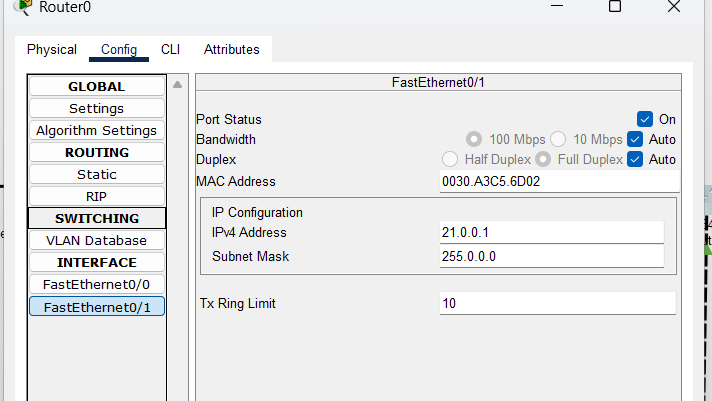 Router0
Physical Config CLI Attributes
GLOBAL
Settings
Algorithm Settings
ROUTING
Static
RIP
SWITCHING
VLAN Database
INTERFACE
FastEthernet0/0
FastEthernet0/1
FastEthernet0/1
Port Status On
Bandwidth 100 Mbps 10 Mbps Auto
Duplex Half Duplex Full Duplex Auto
MAC Address 0030.A3C5.6D02
IP Configuration
IPv4 Address 21.0.0.1
Subnet Mask 255.0.0.0
Tx Ring Limit 10